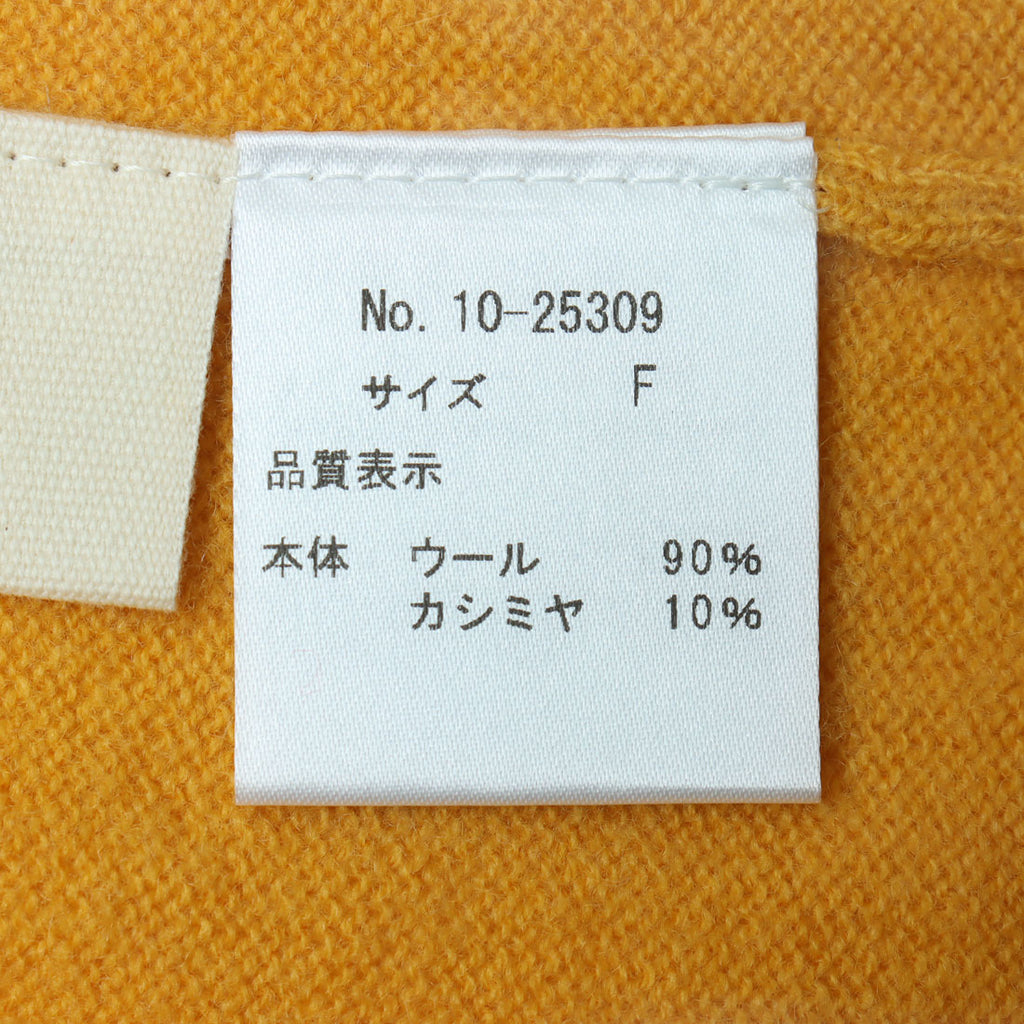 No. 10-25309
サイズ F
品質表示
本体 ウール 90%
カシミヤ 10%